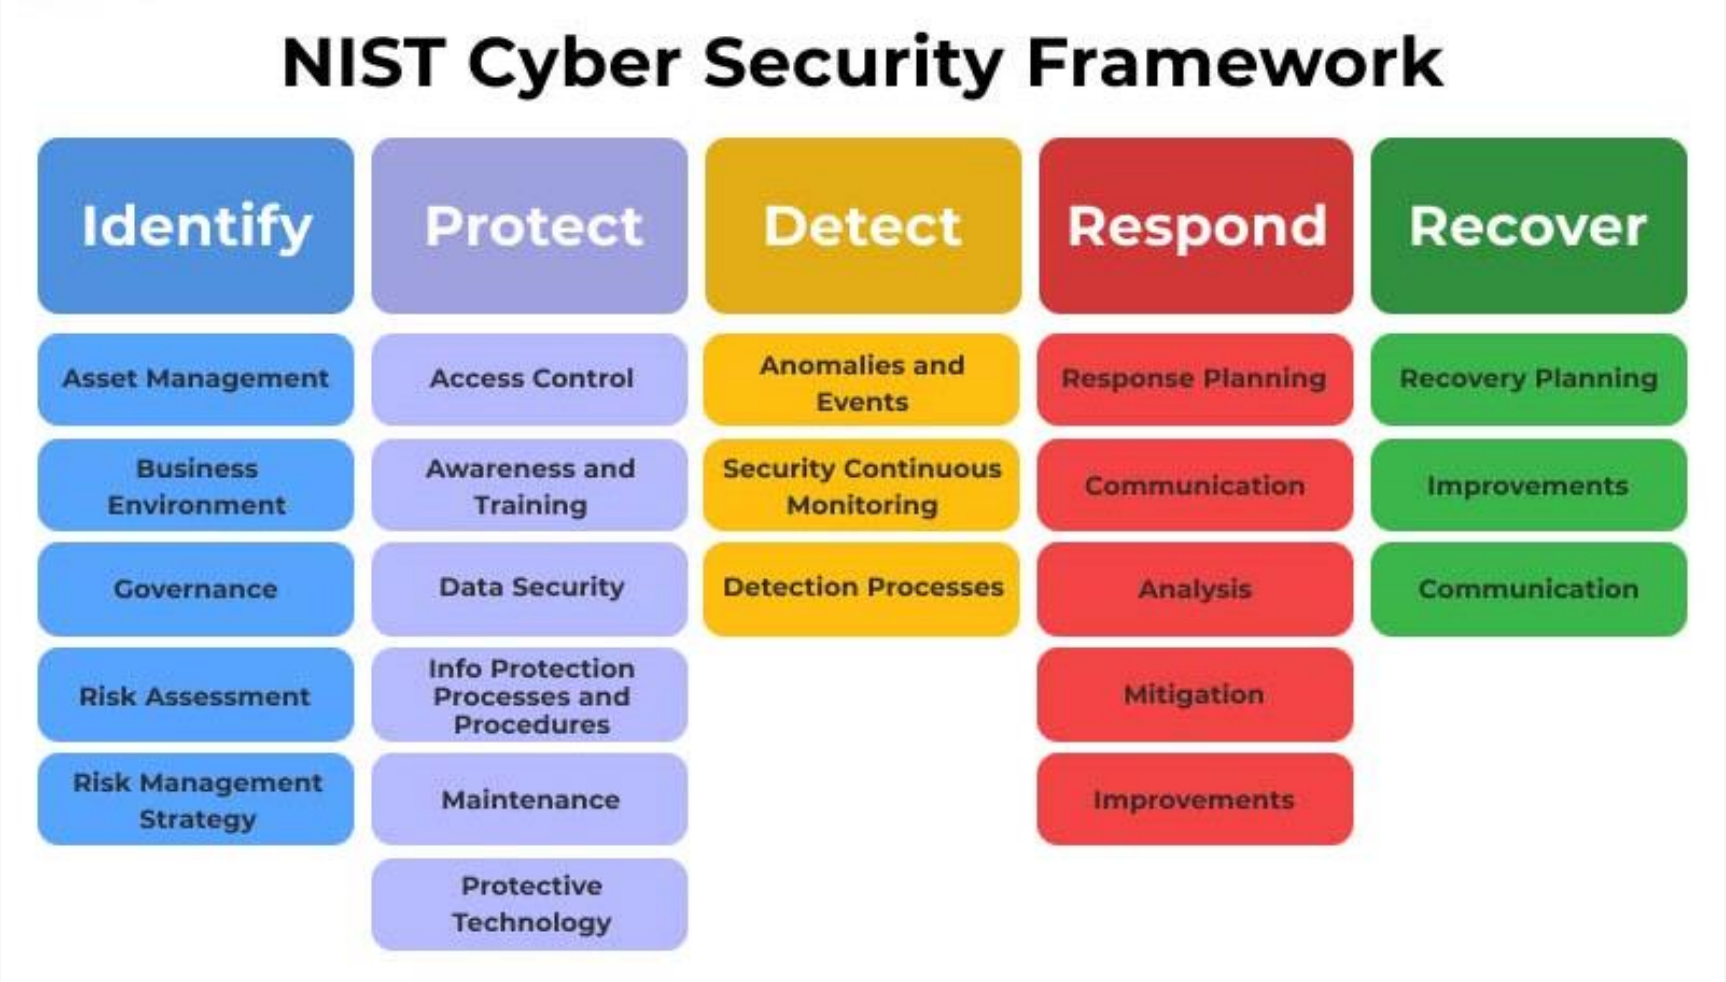 NIST Cyber Security Framework
Identify
Asset Management
Business
Environment
Governance
Risk Assessment
Risk Management
Strategy
Protect
Access Control
Awareness and
Training
Data Security
Info Protection
Processes and
Procedures
Maintenance
Protective
Technology
Detect
Anomalies and
Events
Security Continuous
Monitoring
Detection Processes
Respond
Response Planning
Communication
Analysis
Mitigation
Improvements
Recover
Recovery Planning
Improvements
Communication